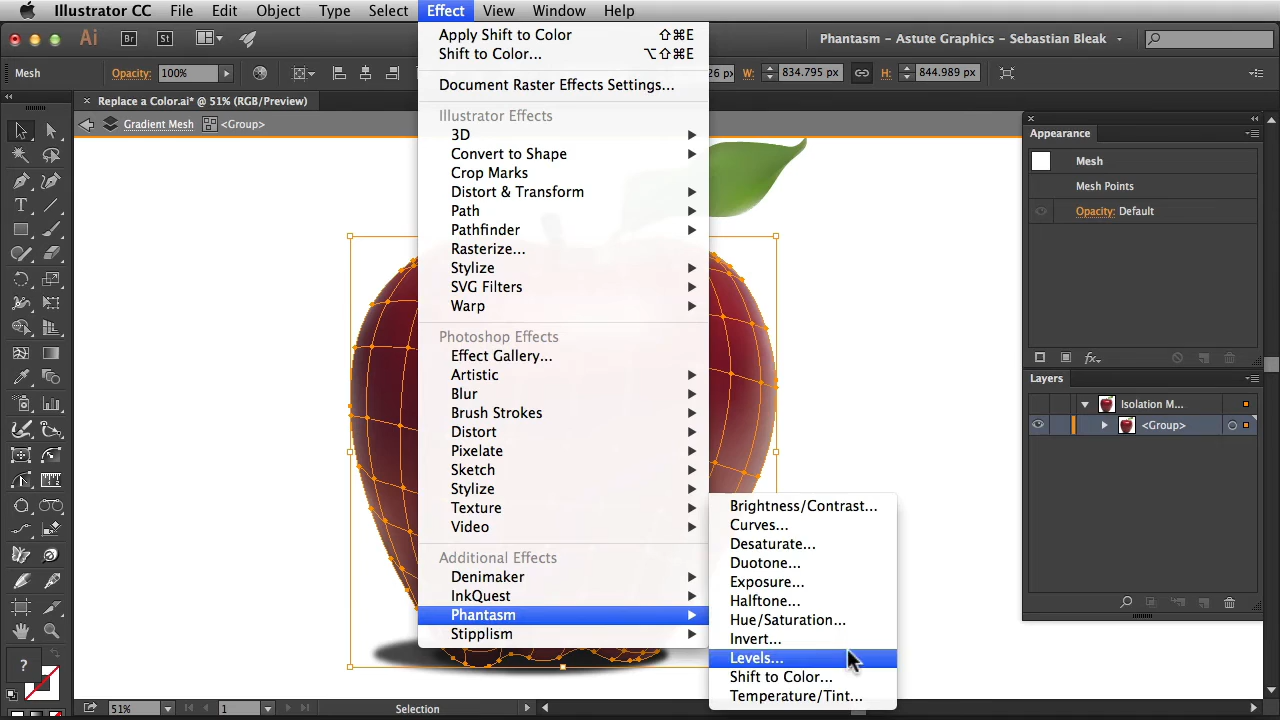 Illustrator CC File Edit Object Type Select Effect View Window Help
Ai Br St Phantasm – Astute Graphics – Sebastian Bleak
Mesh Opacity: 100% W: 834.795 px H: 844.989 px
Replace a Color.ai* @ 51% (RGB/Preview)
Gradient Mesh <Group>
Apply Shift to Color ⇧⌘E
Shift to Color... ⌥⇧⌘E
Document Raster Effects Settings...
Illustrator Effects
3D
Convert to Shape
Crop Marks
Distort & Transform
Path
Pathfinder
Rasterize...
Stylize
SVG Filters
Warp
Photoshop Effects
Effect Gallery...
Artistic
Blur
Brush Strokes
Distort
Pixelate
Sketch
Stylize
Texture
Video
Additional Effects
Denimaker
InkQuest
Phantasm
Stipplism
Brightness/Contrast...
Curves...
Desaturate...
Duotone...
Exposure...
Halftone...
Hue/Saturation...
Invert...
Levels...
Shift to Color...
Temperature/Tint...
Appearance
Mesh
Mesh Points
Opacity: Default
fx
Layers
Isolation M...
<Group>
?
51% 1 Selection